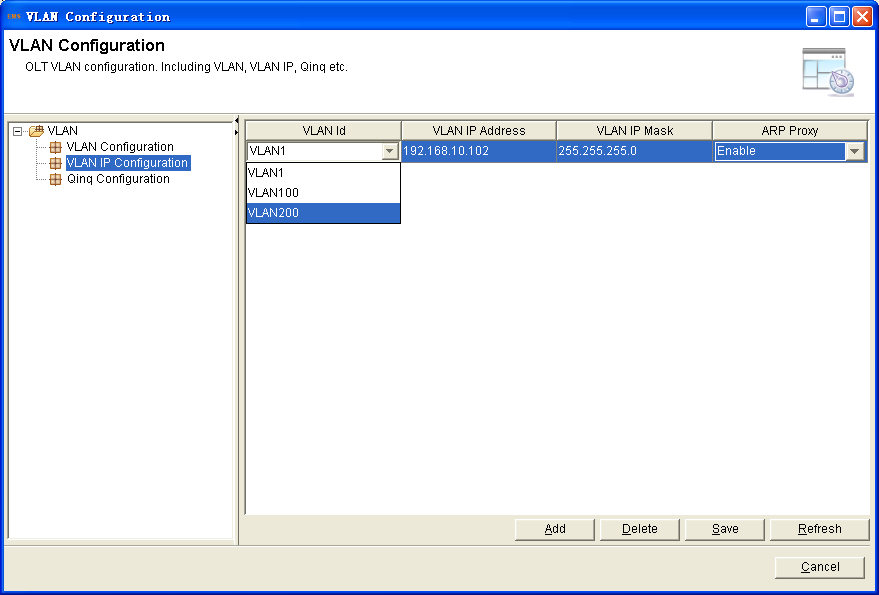 EMS VLAN Configuration
VLAN Configuration
OLT VLAN configuration. Including VLAN, VLAN IP, Qinq etc.
VLAN
VLAN Configuration
VLAN IP Configuration
Qinq Configuration
VLAN Id VLAN IP Address VLAN IP Mask ARP Proxy
VLAN1 192.168.10.102 255.255.255.0 Enable
VLAN1
VLAN100
VLAN200
Add Delete Save Refresh
Cancel